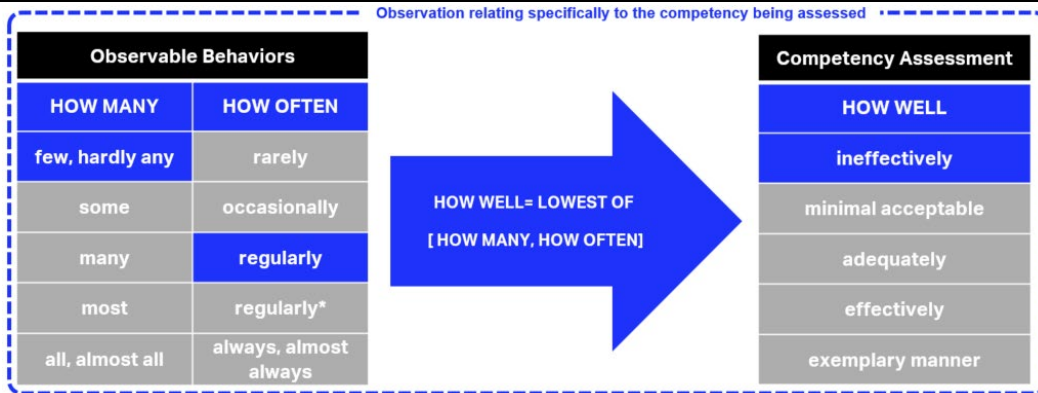 Observation relating specifically to the competency being assessed
Observable Behaviors
HOW MANY HOW OFTEN
few, hardly any rarely
some occasionally
many regularly
most regularly*
all, almost all always, almost
always
HOW WELL= LOWEST OF
[ HOW MANY, HOW OFTEN]
Competency Assessment
HOW WELL
ineffectively
minimal acceptable
adequately
effectively
exemplary manner